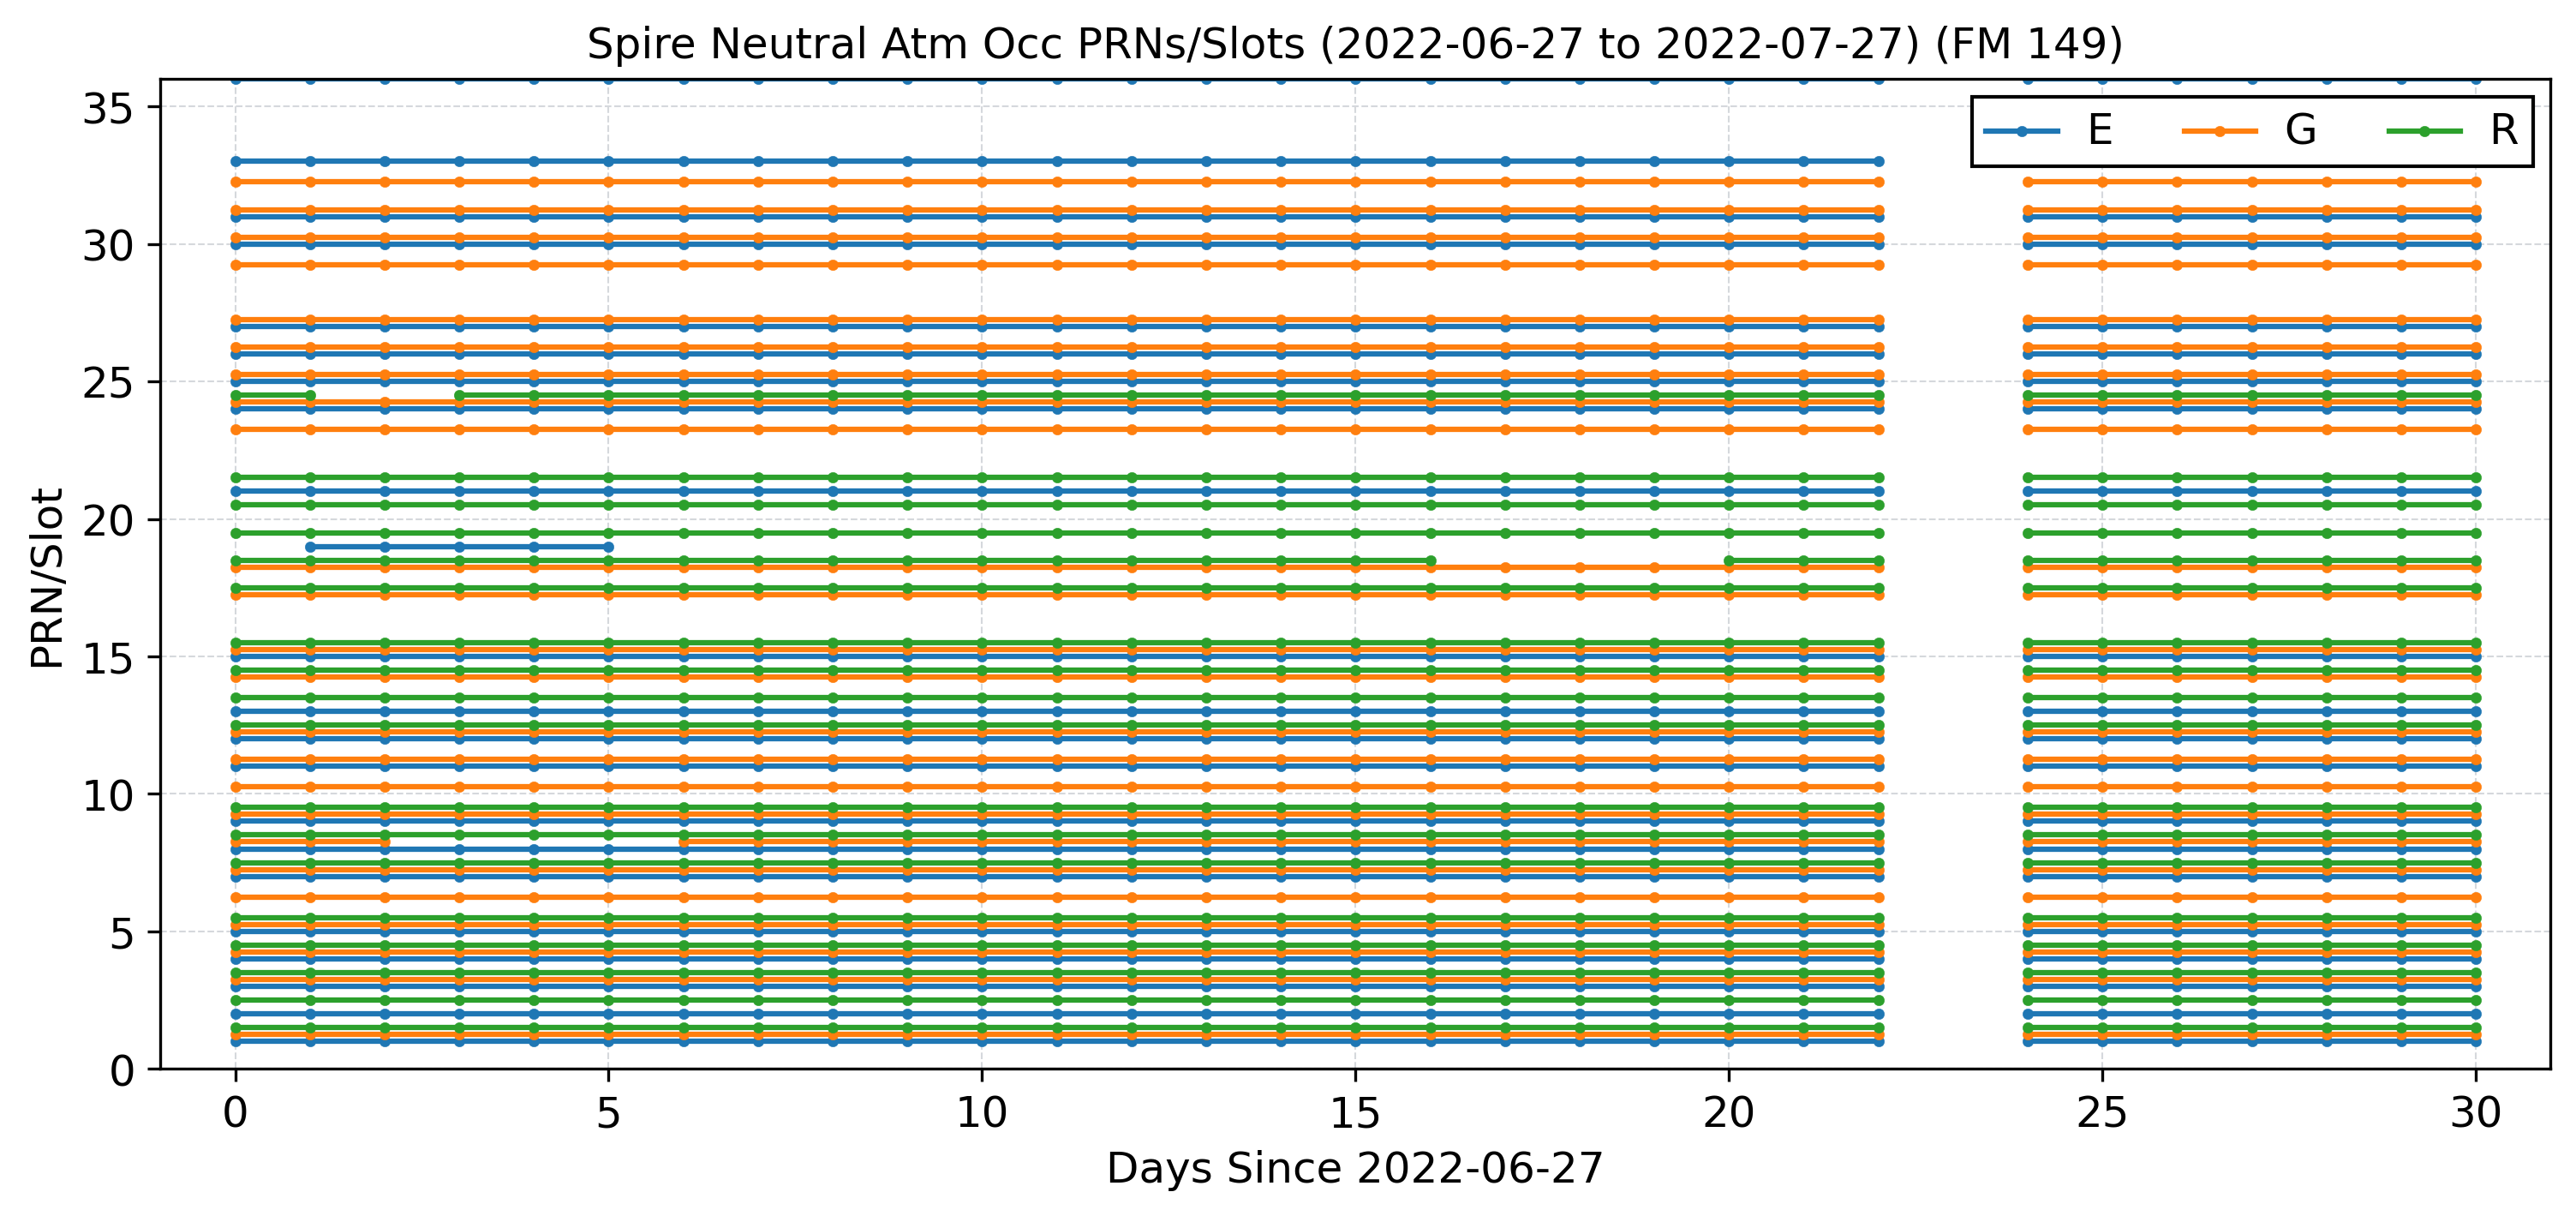 Spire Neutral Atm Occ PRNs/Slots (2022-06-27 to 2022-07-27) (FM 149)
35
30
25
20
15
10
5
0
PRN/Slot
E G R
0 5 10 15 20 25 30
Days Since 2022-06-27